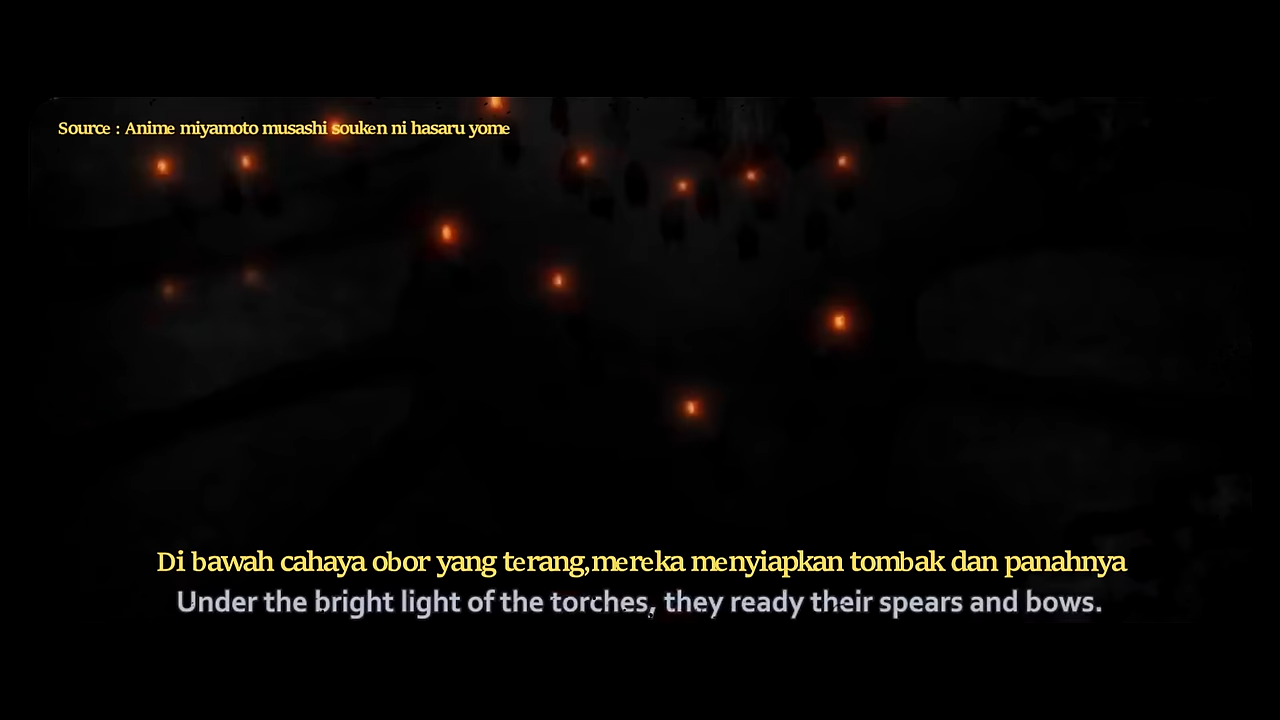 Source : Anime miyamoto musashi souken ni hasaru yome
Di bawah cahaya obor yang terang,mereka menyiapkan tombak dan panahnya
Under the bright light of the torches, they ready their spears and bows.